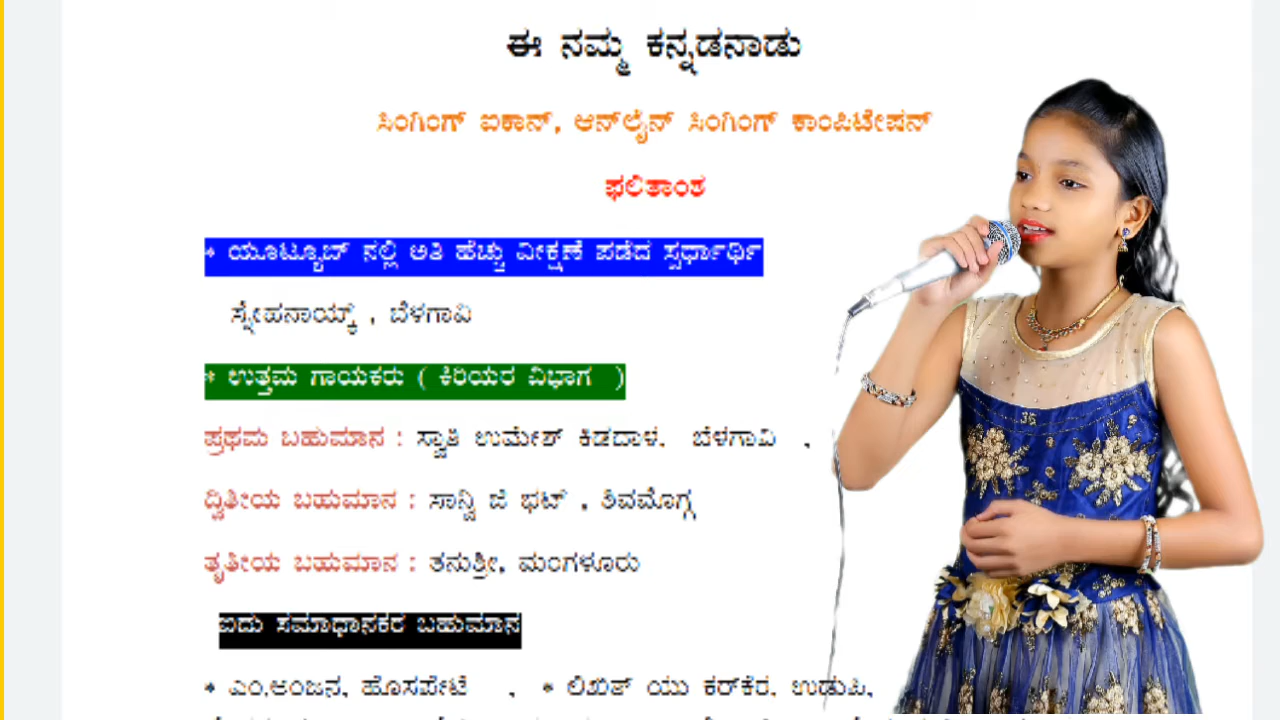 ಈ ನಮ್ಮ ಕನ್ನಡನಾಡು
ಸಿಂಗಿಂಗ್ ಐಕಾನ್, ಆನ್‌ಲೈನ್ ಸಿಂಗಿಂಗ್ ಕಾಂಪಿಟೇಷನ್
ಫಲಿತಾಂಶ
* ಯೂಟ್ಯೂಬ್ ನಲ್ಲಿ ಅತಿ ಹೆಚ್ಚು ವೀಕ್ಷಣೆ ಪಡೆದ ಸ್ಪರ್ಧಾರ್ಥಿ
ಸ್ನೇಹನಾಯ್ಕ್ , ಬೆಳಗಾವಿ
* ಉತ್ತಮ ಗಾಯಕರು ( ಕಿರಿಯರ ವಿಭಾಗ )
ಪ್ರಥಮ ಬಹುಮಾನ : ಸ್ವಾತಿ ಉಮೇಶ್ ಕಿಡದಾಳ, ಬೆಳಗಾವಿ ,
ದ್ವಿತೀಯ ಬಹುಮಾನ : ಸಾನ್ವಿ ಜಿ ಭಟ್ , ಶಿವಮೊಗ್ಗ
ತೃತೀಯ ಬಹುಮಾನ : ತನುಶ್ರೀ, ಮಂಗಳೂರು
ಐದು ಸಮಾಧಾನಕರ ಬಹುಮಾನ
* ಎಂ.ಅಂಜನ, ಹೊಸಪೇಟೆ , * ಲಿಖಿತ್ ಯು ಕರ್ಕೆರ, ಉಡುಪಿ,